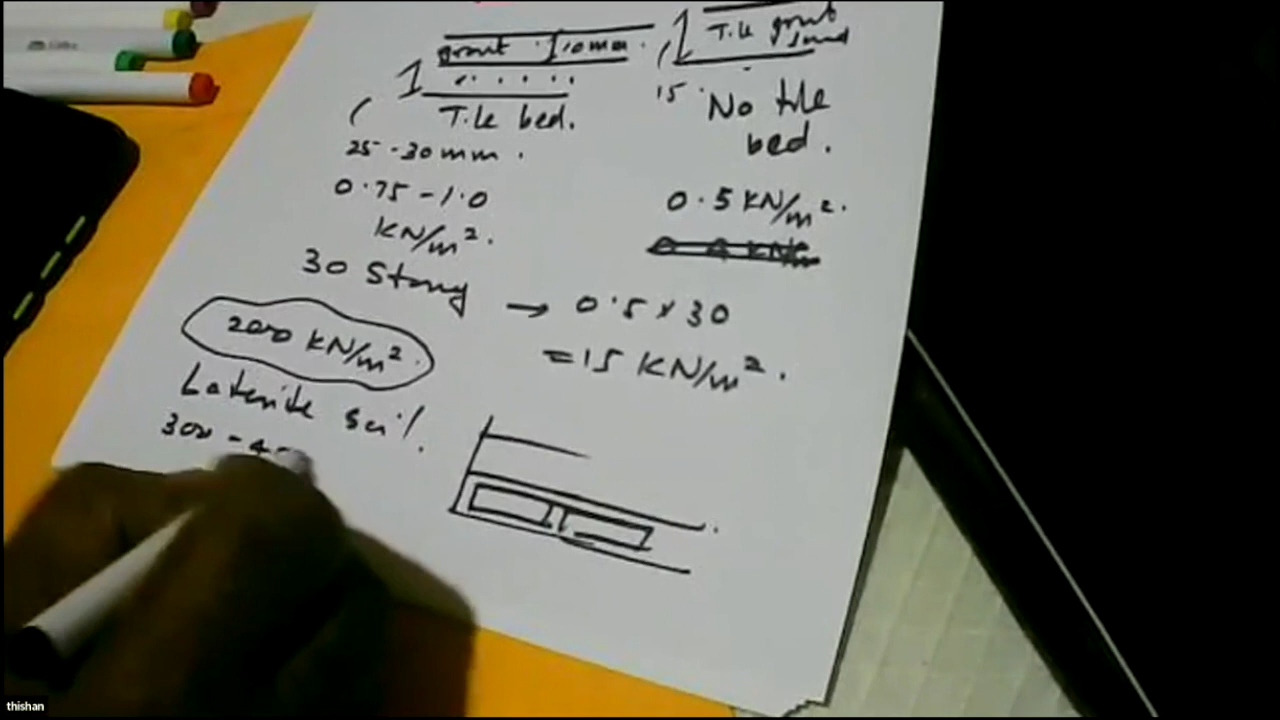 grout 10mm.
Tile bed.
25-30mm.
0.75-1.0
KN/m².
Tile grout
15
No tile
bed.
0.5 KN/m².
30 Story → 0.5 x 30
= 15 KN/m².
2000 KN/m².
Laterite soil.
thishan